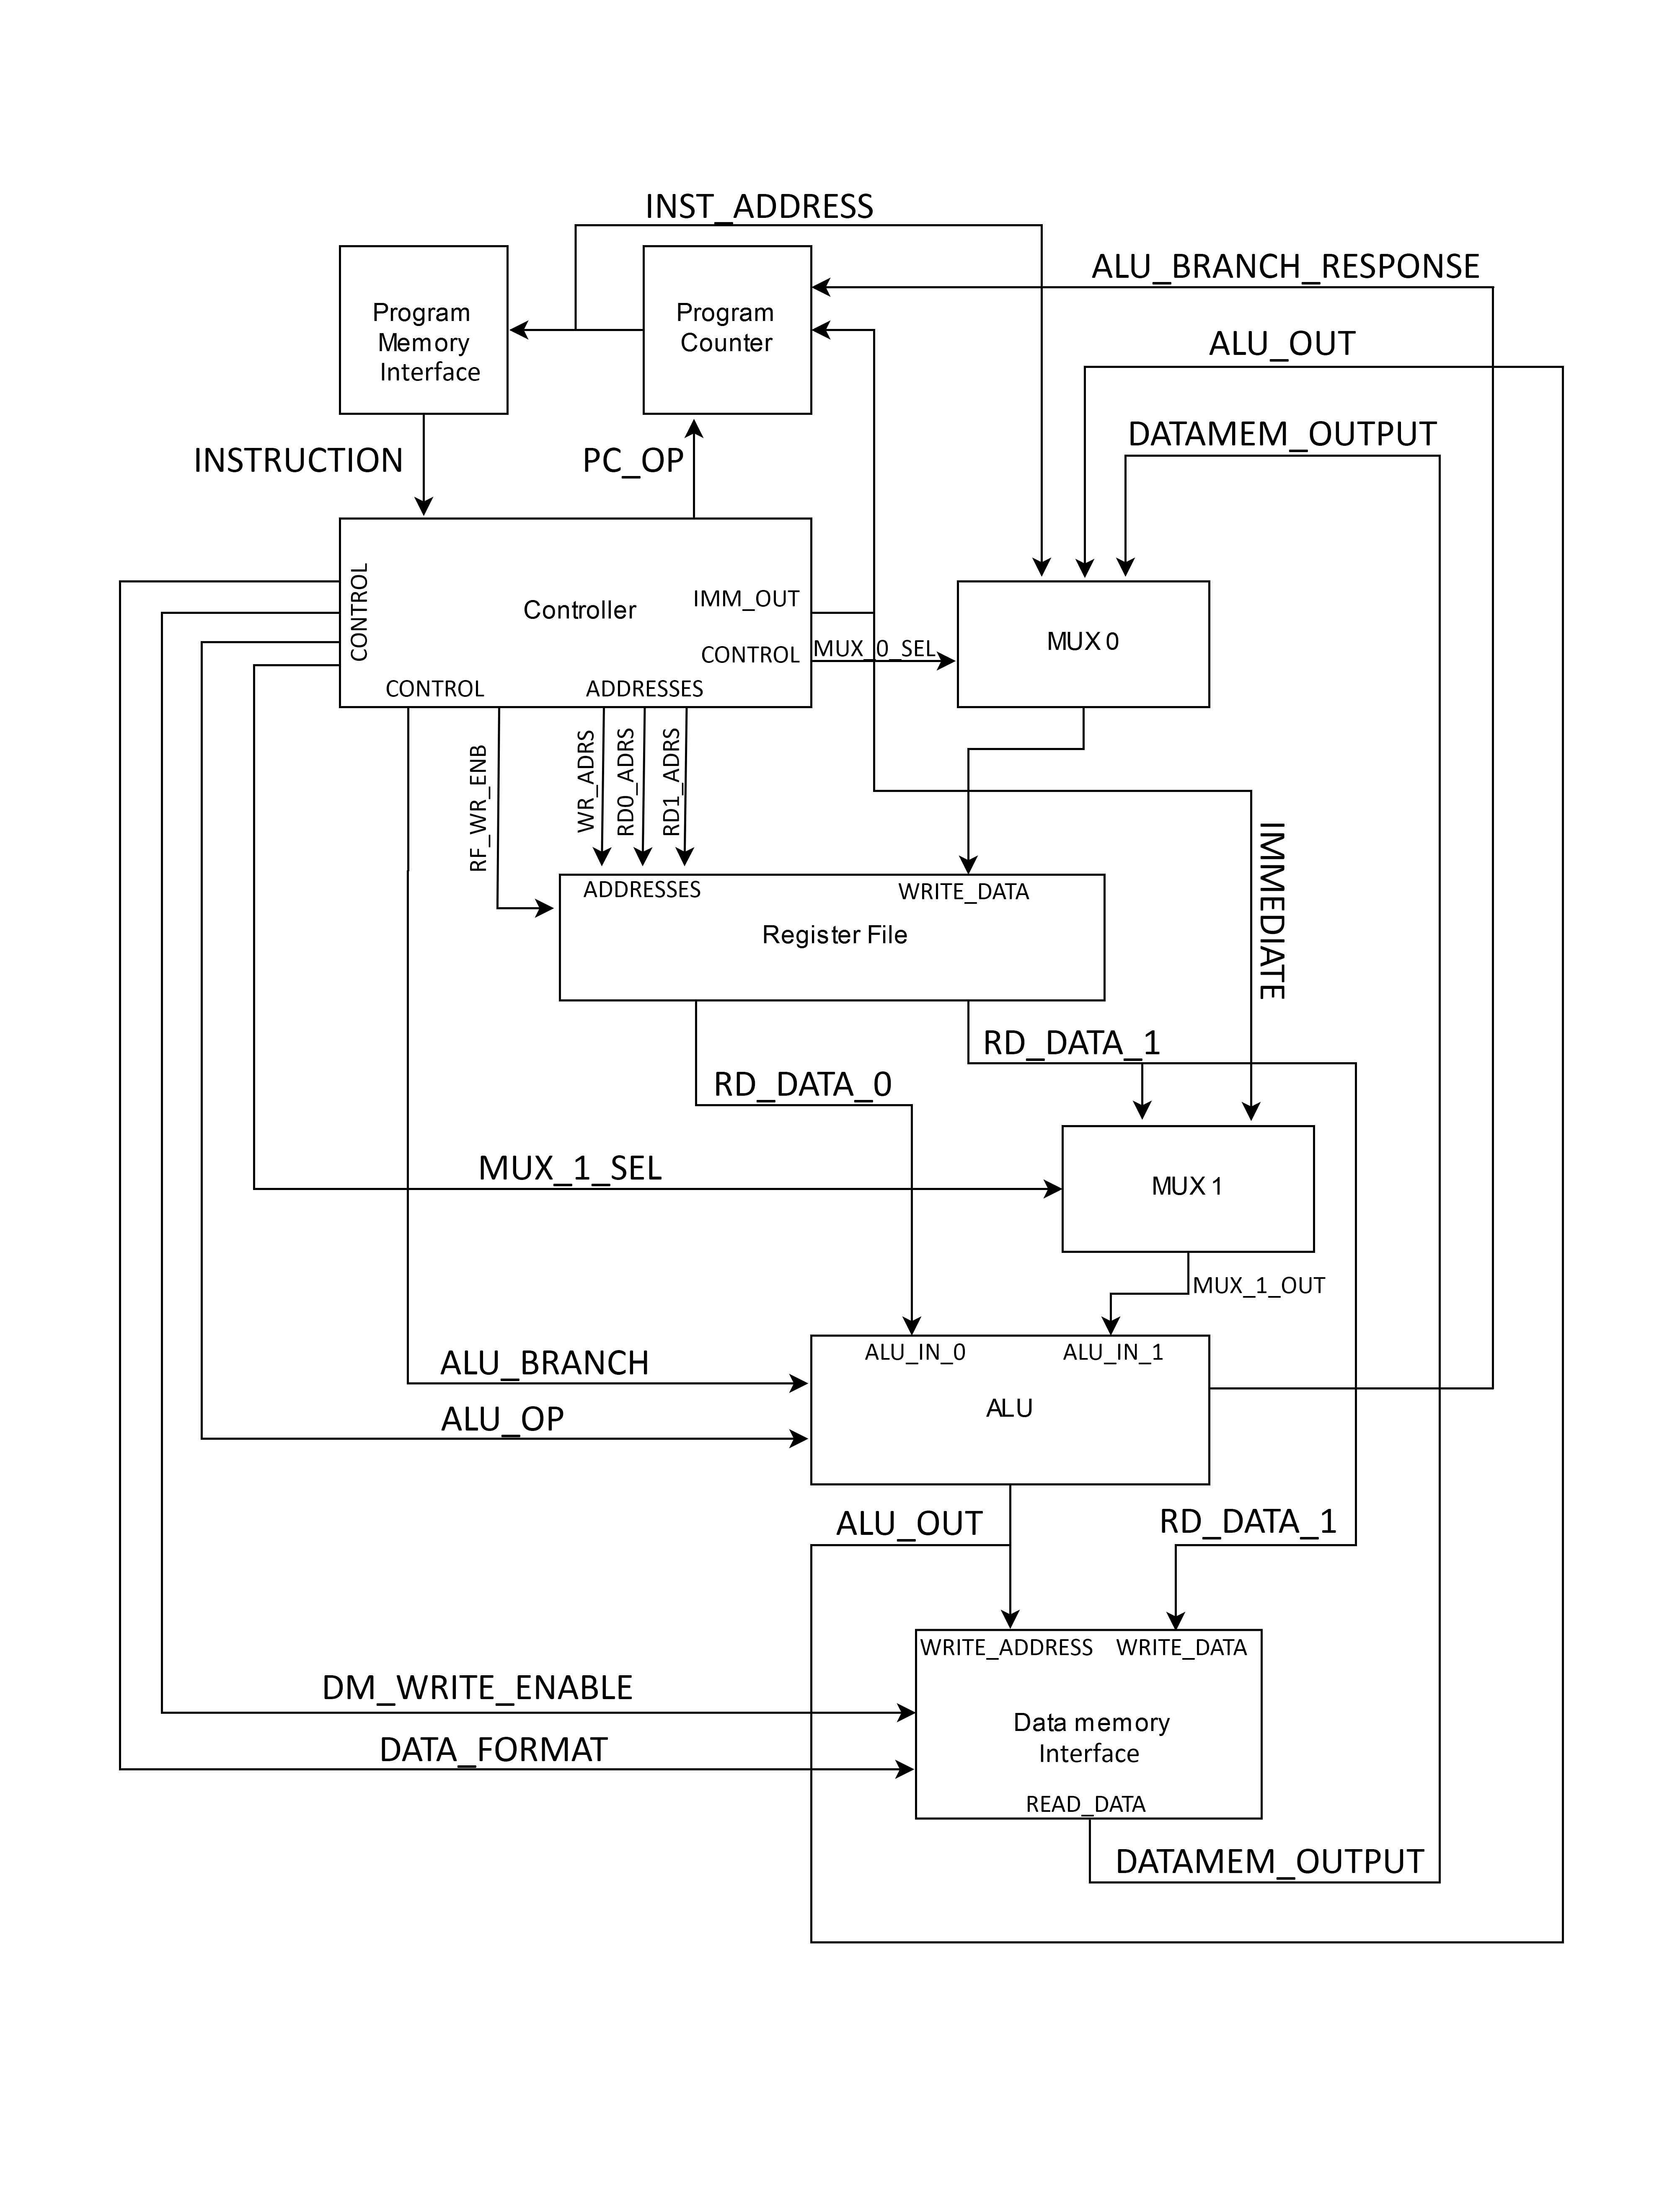 INST_ADDRESS
ALU_BRANCH_RESPONSE
Program
Memory
Interface
Program
Counter
ALU_OUT
DATAMEM_OUTPUT
INSTRUCTION
PC_OP
CONTROL
Controller
IMM_OUT
CONTROL
MUX_0_SEL
MUX 0
CONTROL
ADDRESSES
RF_WR_ENB
WR_ADRS
RD0_ADRS
RD1_ADRS
IMMEDIATE
ADDRESSES
WRITE_DATA
Register File
RD_DATA_1
RD_DATA_0
MUX_1_SEL
MUX 1
MUX_1_OUT
ALU_BRANCH
ALU_IN_0
ALU_IN_1
ALU
ALU_OP
ALU_OUT
RD_DATA_1
WRITE_ADDRESS
WRITE_DATA
DM_WRITE_ENABLE
Data memory
Interface
DATA_FORMAT
READ_DATA
DATAMEM_OUTPUT